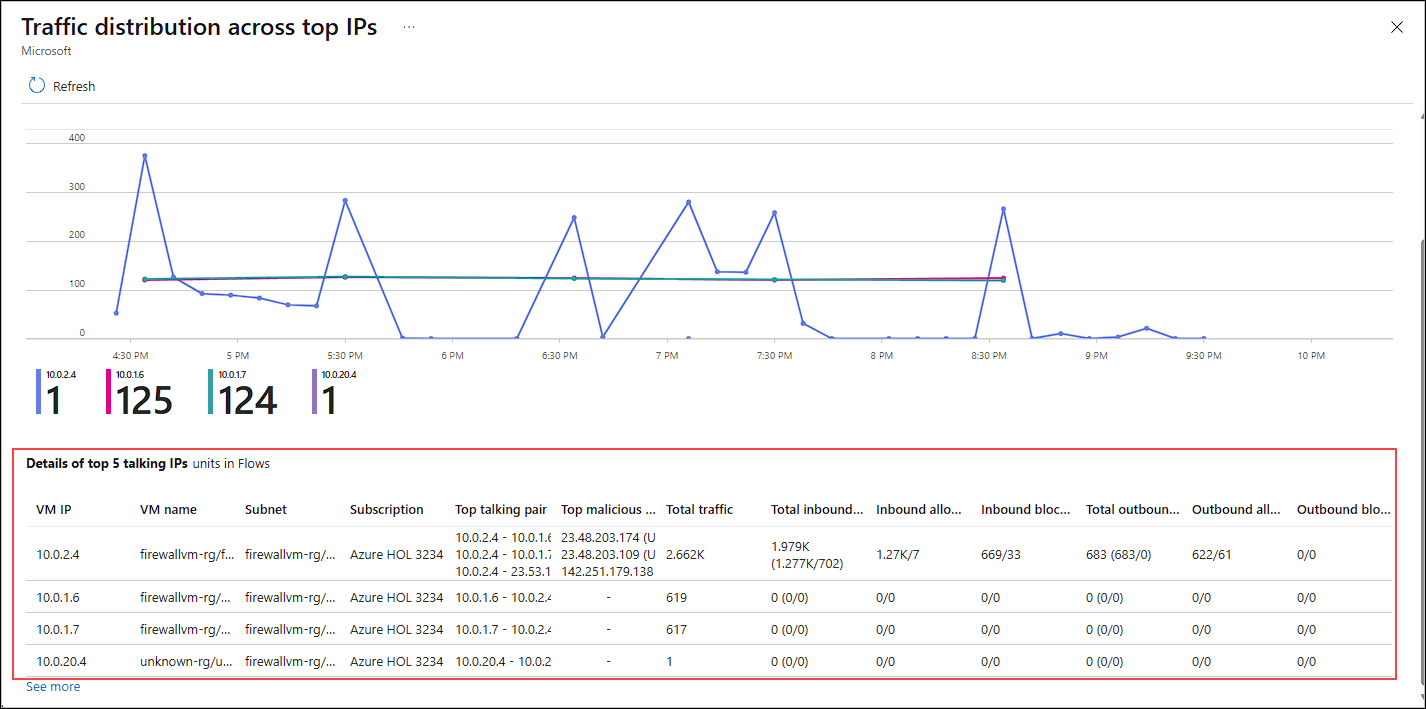 Traffic distribution across top IPs ...
Microsoft
Refresh
400
300
200
100
0
4:30 PM 5 PM 5:30 PM 6 PM 6:30 PM 7 PM 7:30 PM 8 PM 8:30 PM 9 PM 9:30 PM 10 PM
10.0.2.4 10.0.1.6 10.0.1.7 10.0.20.4
1 125 124 1
Details of top 5 talking IPs units in Flows
VM IP VM name Subnet Subscription Top talking pair Top malicious ... Total traffic Total inbound... Inbound allo... Inbound bloc... Total outboun... Outbound all... Outbound blo...
10.0.2.4 - 10.0.1.6 23.48.203.174 (U 1.979K
10.0.2.4 firewallvm-rg/f... firewallvm-rg/... Azure HOL 3234 10.0.2.4 - 10.0.1.7 23.48.203.109 (U 2.662K (1.277K/702) 1.27K/7 669/33 683 (683/0) 622/61 0/0
10.0.2.4 - 23.53.1 142.251.179.138
10.0.1.6 firewallvm-rg/... firewallvm-rg/... Azure HOL 3234 10.0.1.6 - 10.0.2.4 - 619 0 (0/0) 0/0 0/0 0 (0/0) 0/0 0/0
10.0.1.7 firewallvm-rg/... firewallvm-rg/... Azure HOL 3234 10.0.1.7 - 10.0.2.4 - 617 0 (0/0) 0/0 0/0 0 (0/0) 0/0 0/0
10.0.20.4 unknown-rg/u... firewallvm-rg/... Azure HOL 3234 10.0.20.4 - 10.0.2 - 1 0 (0/0) 0/0 0/0 0 (0/0) 0/0 0/0
See more